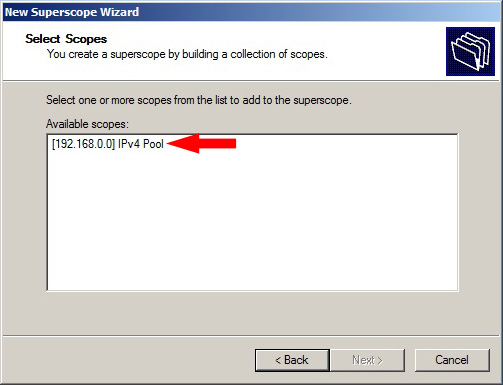 New Superscope Wizard
Select Scopes
You create a superscope by building a collection of scopes.
Select one or more scopes from the list to add to the superscope.
Available scopes:
[192.168.0.0] IPv4 Pool
< Back
Next >
Cancel